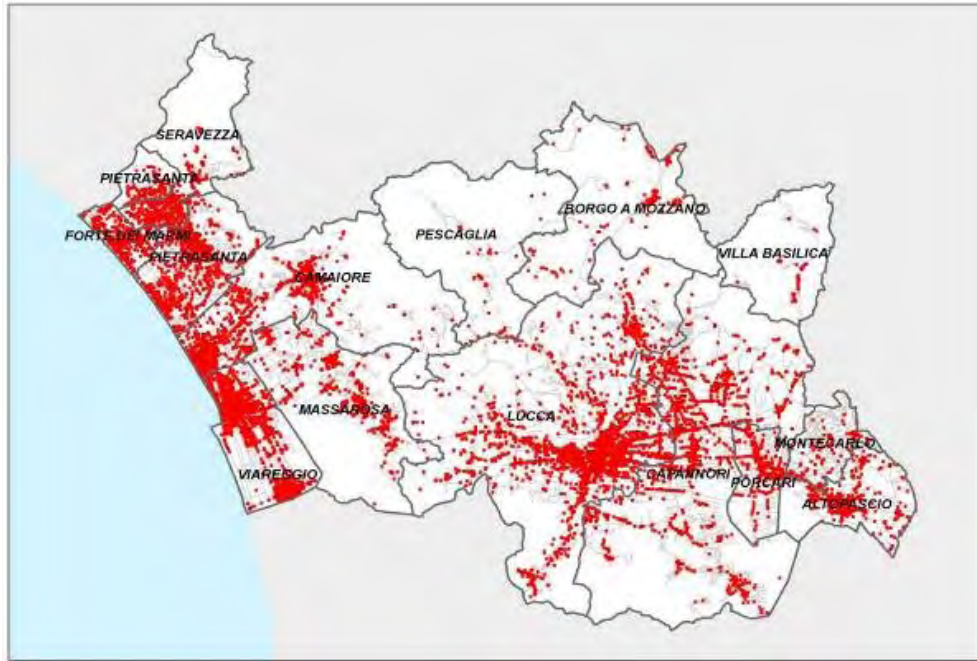 SERAVEZZA
PIETRASANTA
FORTE DEI MARMI
PIETRASANTA
CAMAIORE
PESCAGLIA
BORGO A MOZZANO
VILLA BASILICA
MASSAROSA
LUCCA
VIAREGGIO
CAPANNORI
PORCARI
MONTECARLO
ALTOPASCIO